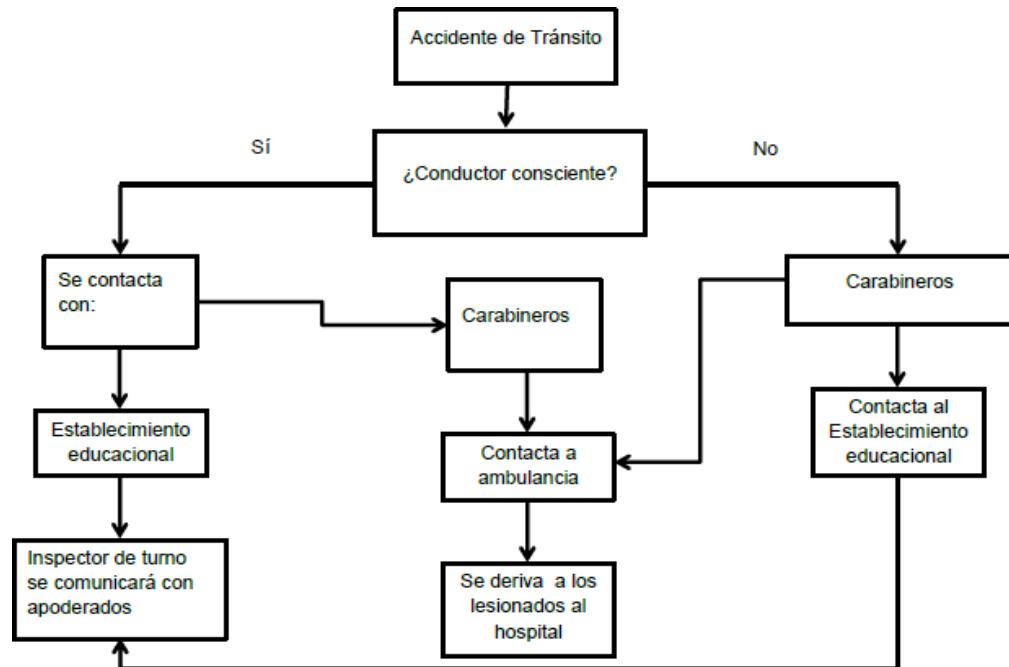 Accidente de Tránsito
Sí
No
¿Conductor consciente?
Se contacta
con:
Carabineros
Carabineros
Establecimiento
educacional
Contacta a
ambulancia
Contacta al
Establecimiento
educacional
Inspector de turno
se comunicará con
apoderados
Se deriva a los
lesionados al
hospital